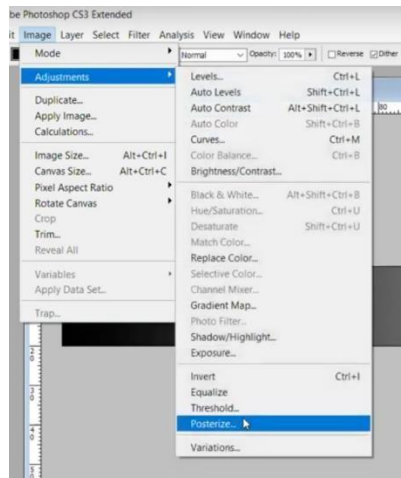 be Photoshop CS3 Extended
it Image Layer Select Filter Analysis View Window Help
Mode
Normal Opacity: 100% Reverse Dither
Adjustments
Duplicate...
Apply Image...
Calculations...
Image Size... Alt+Ctrl+I
Canvas Size... Alt+Ctrl+C
Pixel Aspect Ratio
Rotate Canvas
Crop
Trim...
Reveal All
Variables
Apply Data Set...
Trap...
Levels... Ctrl+L
Auto Levels Shift+Ctrl+L
Auto Contrast Alt+Shift+Ctrl+L
Auto Color Shift+Ctrl+B
Curves... Ctrl+M
Color Balance... Ctrl+B
Brightness/Contrast...
Black & White... Alt+Shift+Ctrl+B
Hue/Saturation... Ctrl+U
Desaturate Shift+Ctrl+U
Match Color...
Replace Color...
Selective Color...
Channel Mixer...
Gradient Map...
Photo Filter...
Shadow/Highlight...
Exposure...
Invert Ctrl+I
Equalize
Threshold...
Posterize...
Variations...
80
20
30
40
5